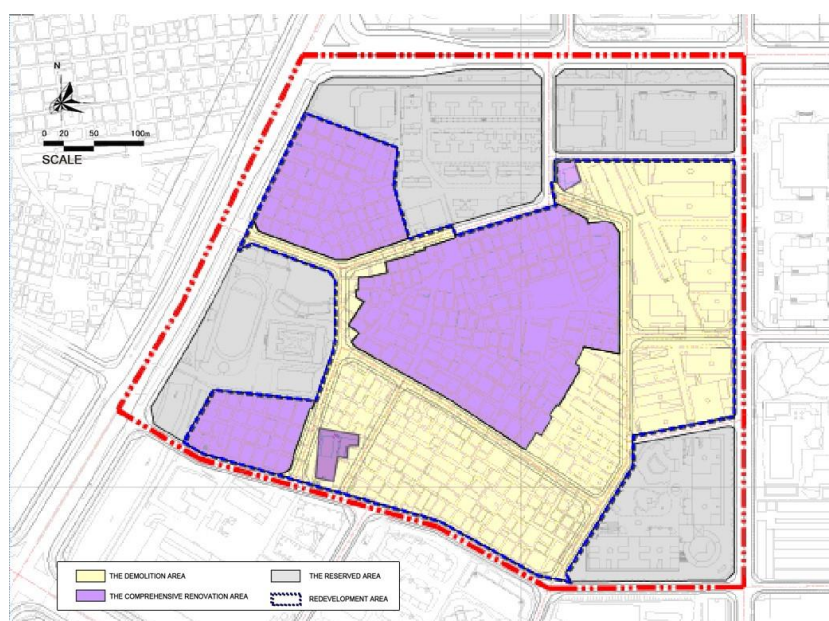 N
0 20 50 100m
SCALE
THE DEMOLITION AREA
THE RESERVED AREA
THE COMPREHENSIVE RENOVATION AREA
REDEVELOPMENT AREA